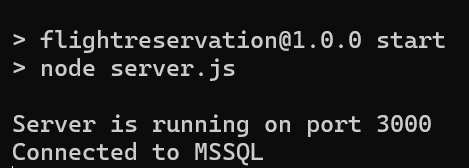 > flightreservation@1.0.0 start
> node server.js
Server is running on port 3000
Connected to MSSQL